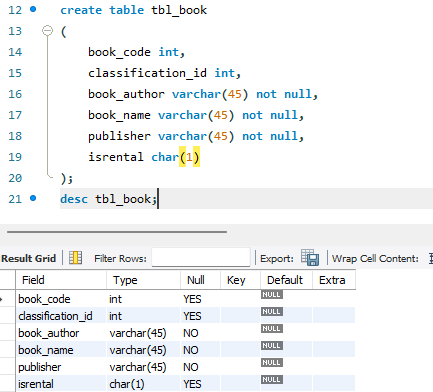 12 create table tbl_book
13 (
14 book_code int,
15 classification_id int,
16 book_author varchar(45) not null,
17 book_name varchar(45) not null,
18 publisher varchar(45) not null,
19 isrental char(1)
20 );
21 desc tbl_book;
Result Grid Filter Rows: Export: Wrap Cell Content:
Field Type Null Key Default Extra
book_code int YES NULL
classification_id int YES NULL
book_author varchar(45) NO NULL
book_name varchar(45) NO NULL
publisher varchar(45) NO NULL
isrental char(1) YES NULL